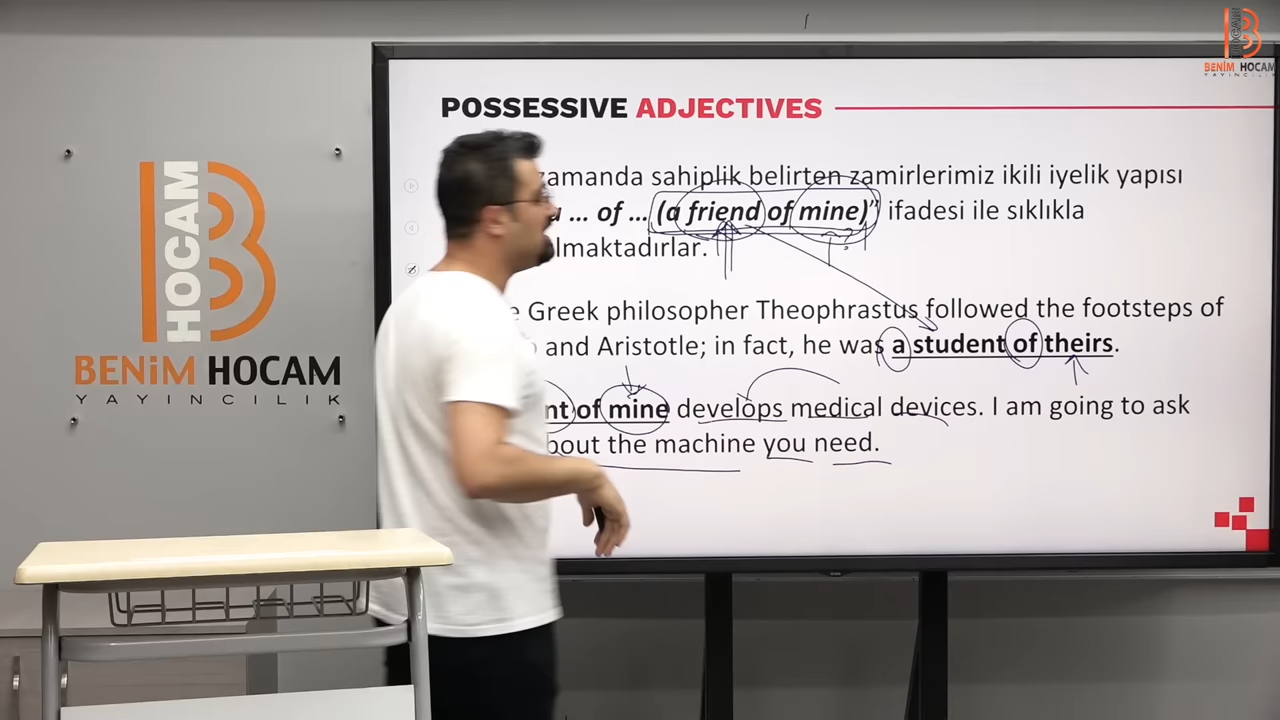 BENİM HOCAM
YAYINCILIK
HOCAM
BENİM HOCAM
YAYINCILIK
POSSESSIVE ADJECTIVES
zamanda sahiplik belirten zamirlerimiz ikili iyelik yapısı
... of ... (a friend of mine)" ifadesi ile sıklıkla
lmaktadırlar.
Greek philosopher Theophrastus followed the footsteps of
and Aristotle; in fact, he was a student of theirs.
nt of mine develops medical devices. I am going to ask
bout the machine you need.